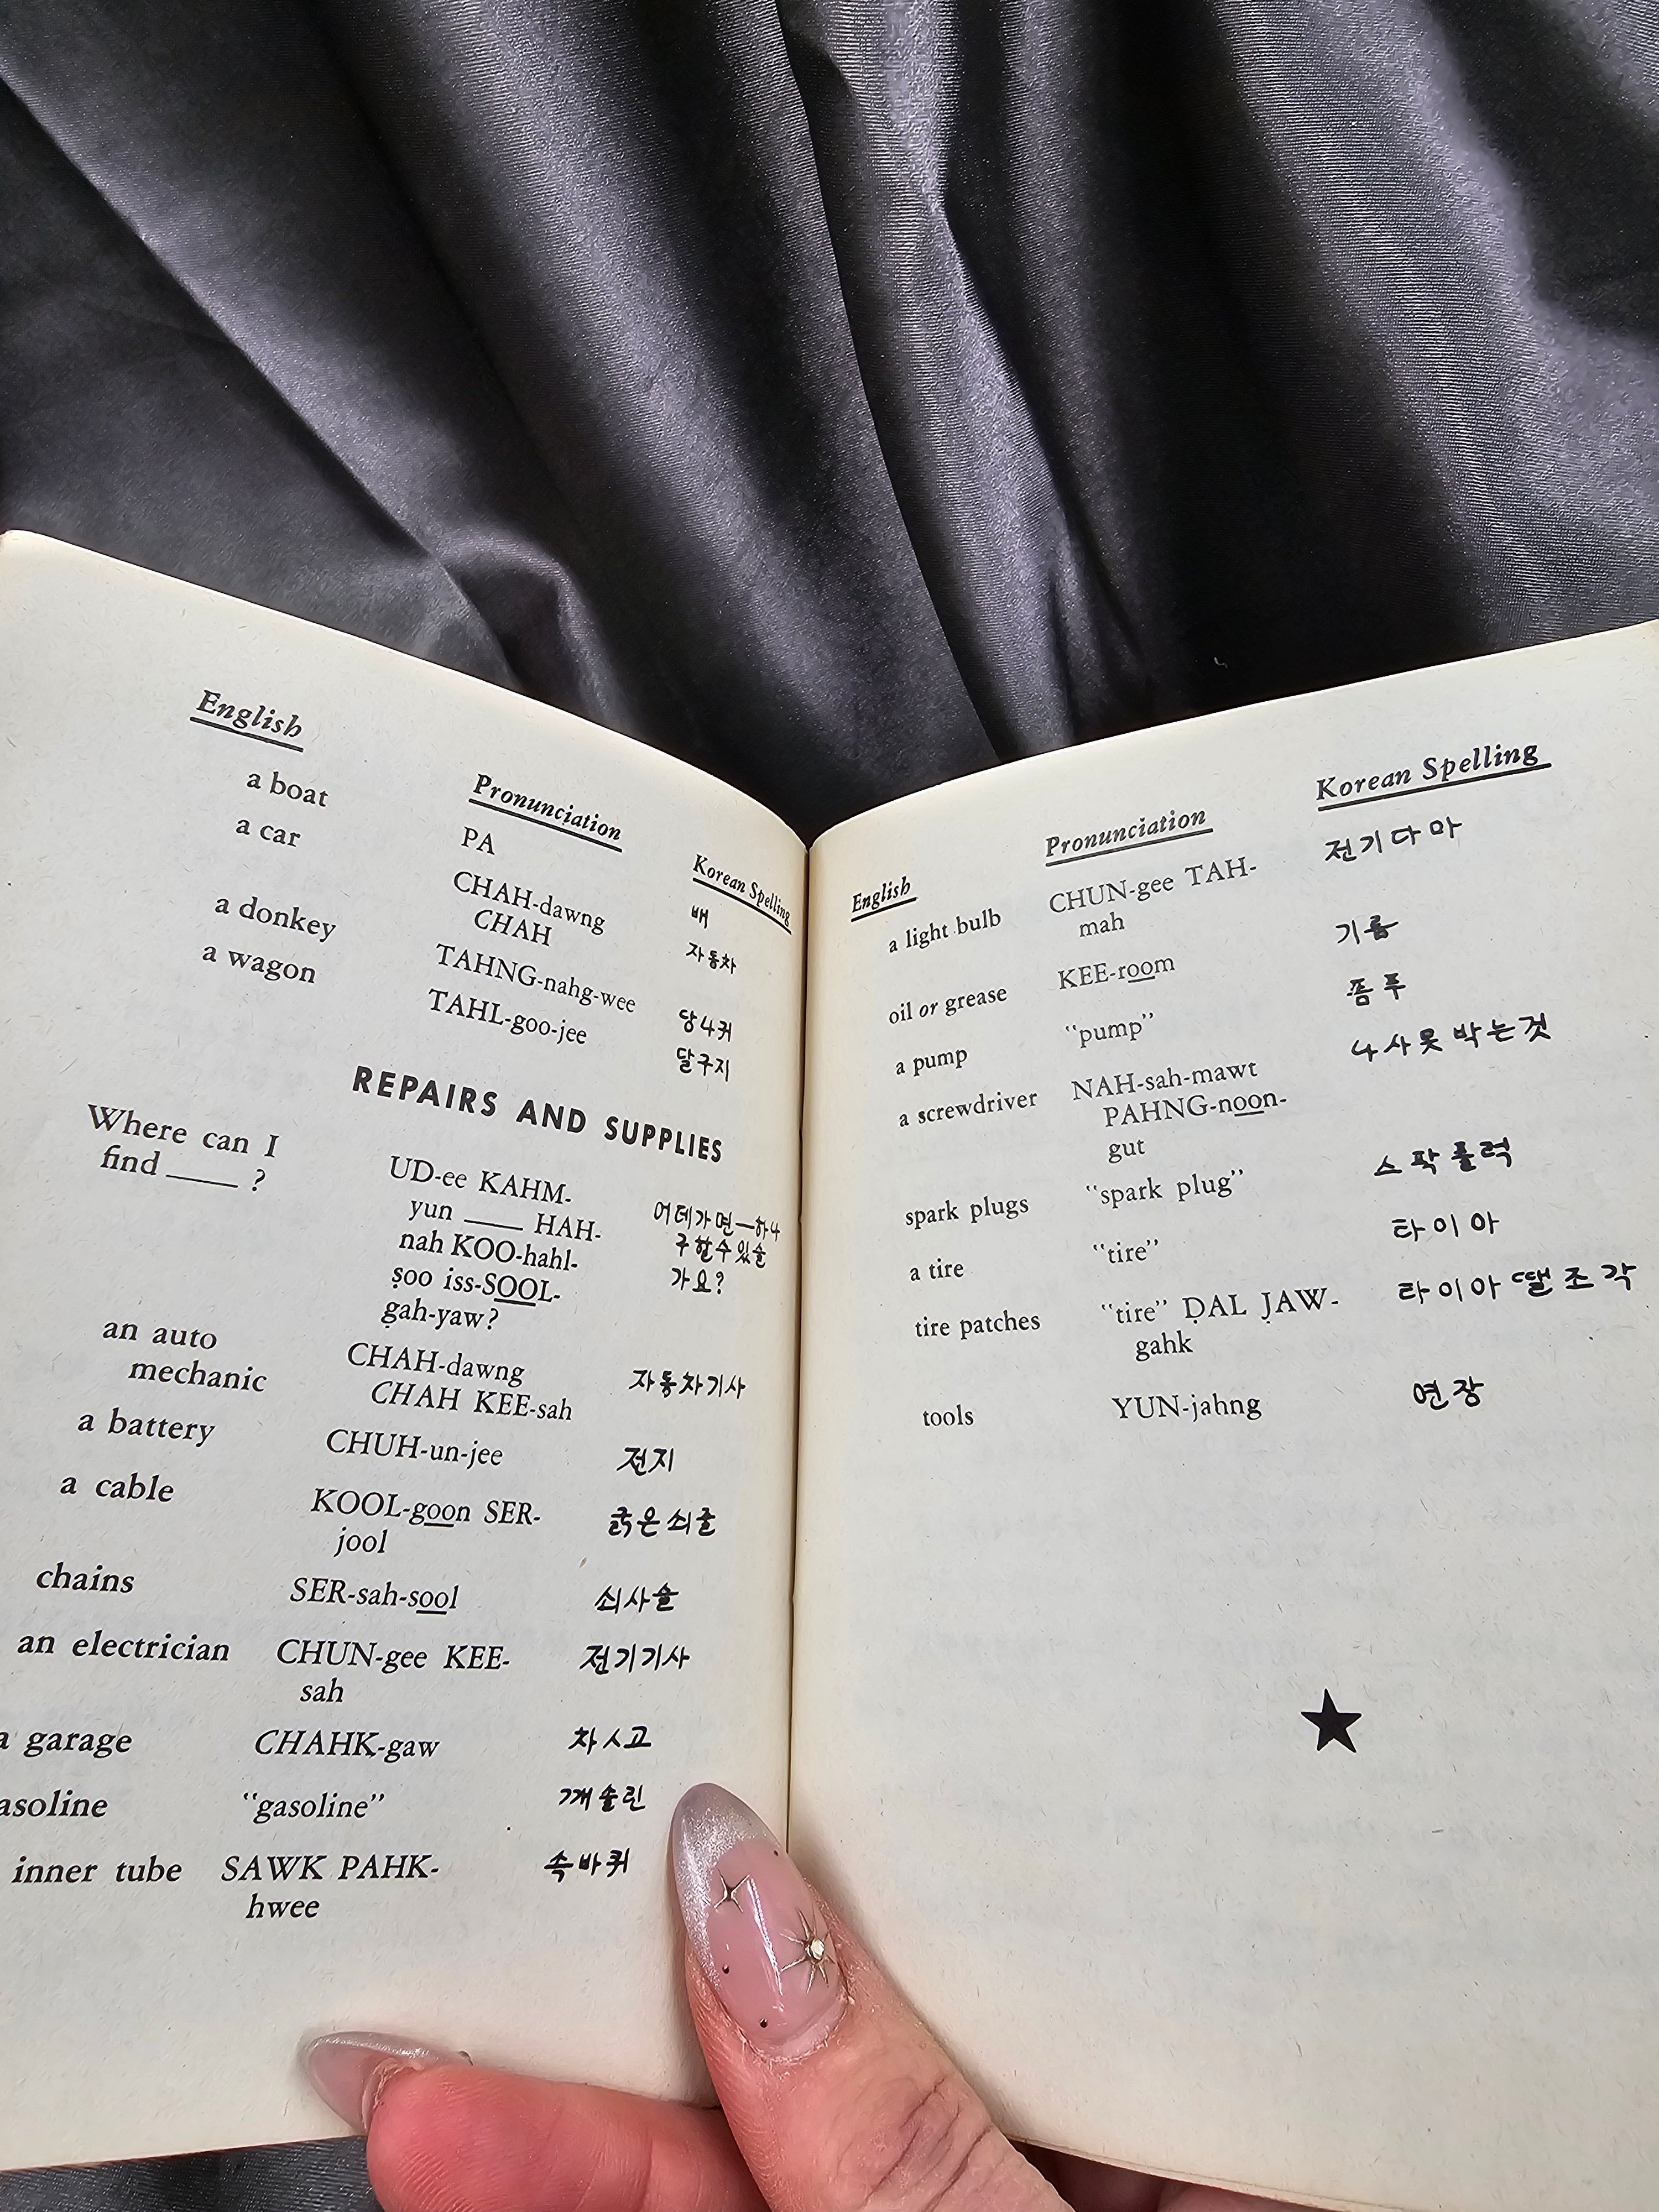 English Pronunciation Korean Spelling
a boat PA 배
a car CHAH-dawng 자동차
CHAH
a donkey TAHNG-nahg-wee 당나귀
a wagon TAHL-goo-jee 달구지
REPAIRS AND SUPPLIES
Where can I UD-ee KAHM- 어데가면—하나
find ____ ? yun ____ HAH- 구할수있슬
nah KOO-hahl- 가요?
soo iss-SOOL-
gah-yaw?
an auto CHAH-dawng 자동차기사
mechanic CHAH KEE-sah
a battery CHUH-un-jee 전지
a cable KOOL-goon SER- 굵은쇠줄
jool
chains SER-sah-sool 쇠사슬
an electrician CHUN-gee KEE- 전기기사
sah
a garage CHAHK-gaw 차ㅅ고
asoline "gasoline" 깨솔린
inner tube SAWK PAHK- 속바퀴
hwee
English Pronunciation Korean Spelling
a light bulb CHUN-gee TAH- 전기다마
mah
oil or grease KEE-room 기름
a pump "pump" 폼푸
a screwdriver NAH-sah-mawt 나사못박는것
PAHNG-noon-
gut
spark plugs "spark plug" 스팍플럭
a tire "tire" 타이아
tire patches "tire" ḌAL J̣AW- 타이아땔조각
gahk
tools YUN-jahng 연장